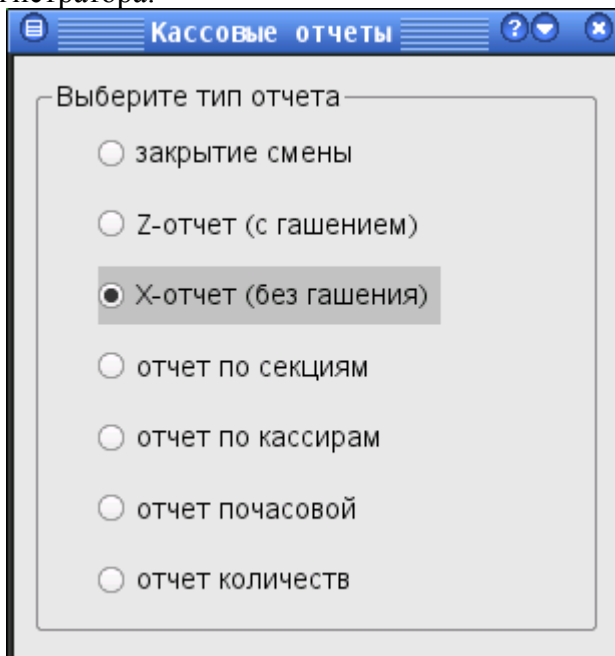 Кассовые отчеты
Выберите тип отчета
закрытие смены
Z-отчет (с гашением)
X-отчет (без гашения)
отчет по секциям
отчет по кассирам
отчет почасовой
отчет количеств